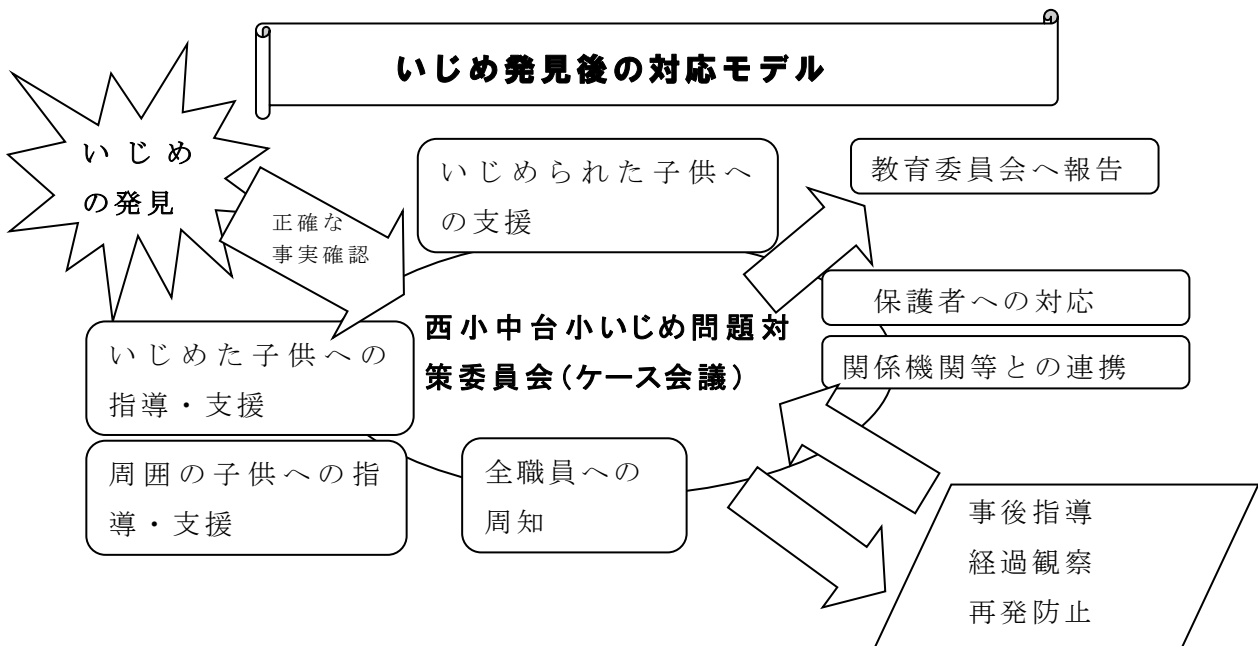 いじめ発見後の対応モデル
いじめ
の発見
正確な
事実確認
いじめられた子供へ
の支援
教育委員会へ報告
保護者への対応
関係機関等との連携
西小中台小いじめ問題対
策委員会（ケース会議）
いじめた子供への
指導・支援
周囲の子供への指
導・支援
全職員への
周知
事後指導
経過観察
再発防止